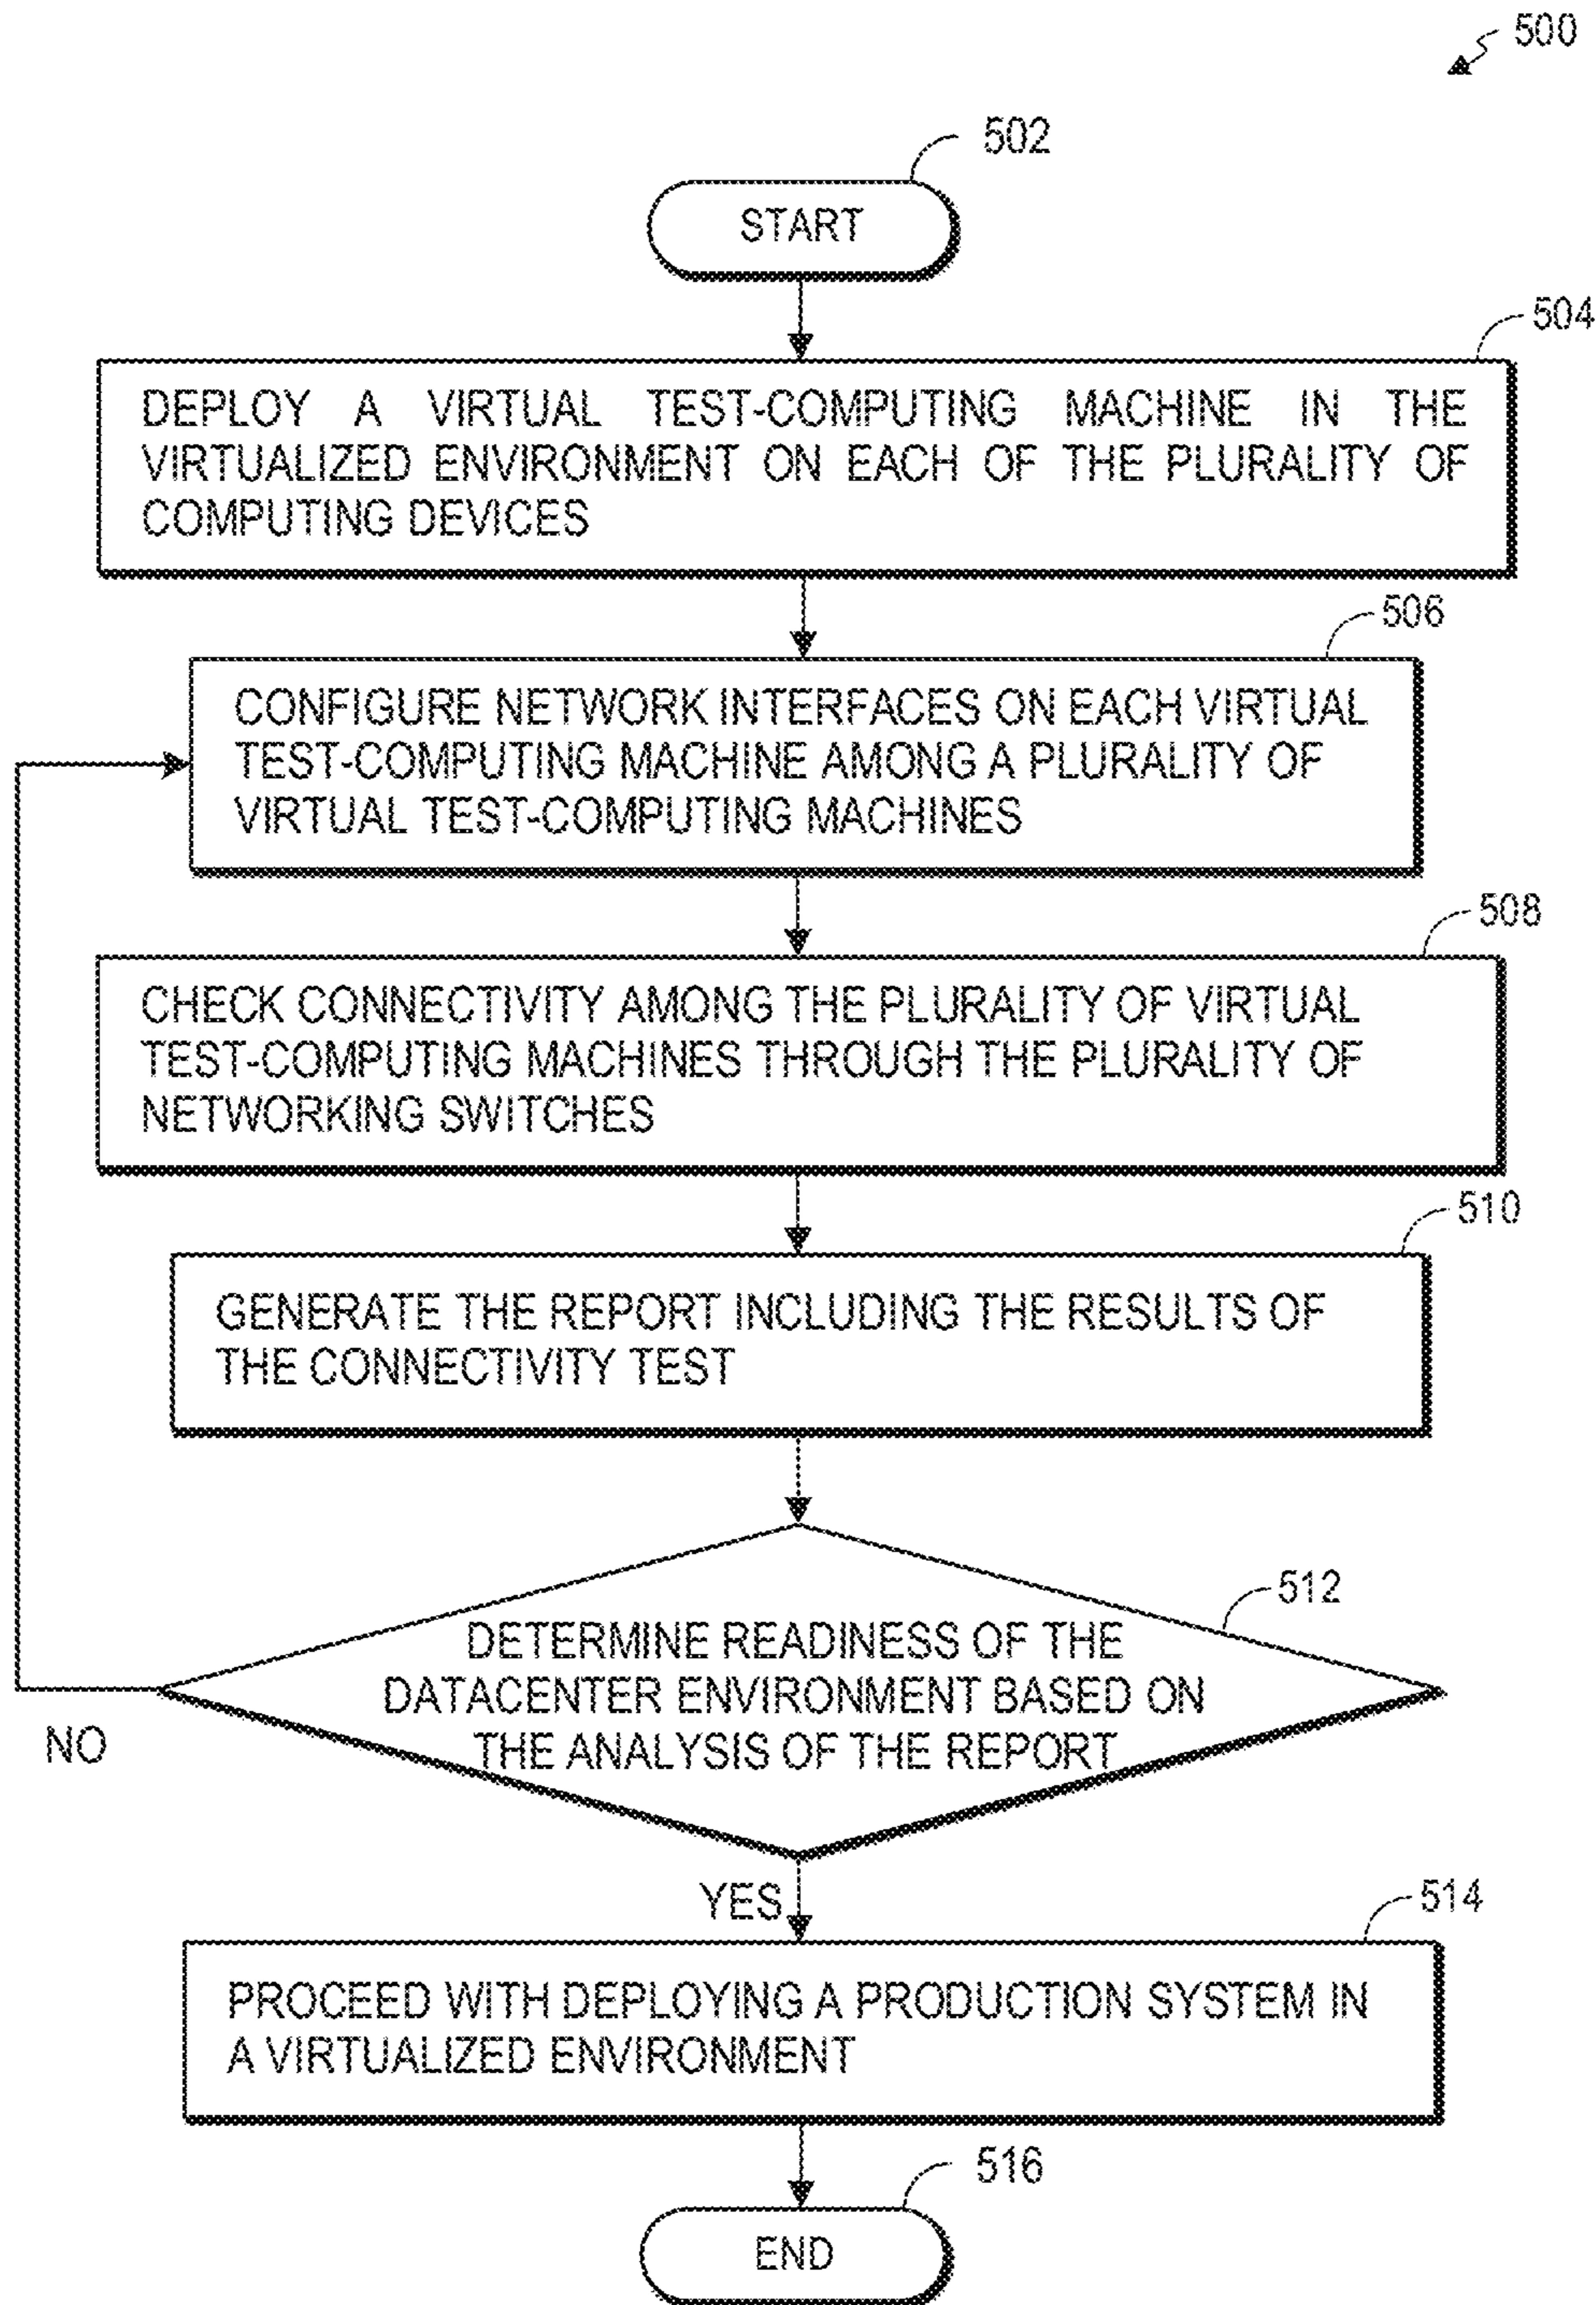 500
502
START
504
DEPLOY A VIRTUAL TEST-COMPUTING MACHINE IN THE
VIRTUALIZED ENVIRONMENT ON EACH OF THE PLURALITY OF
COMPUTING DEVICES
506
CONFIGURE NETWORK INTERFACES ON EACH VIRTUAL
TEST-COMPUTING MACHINE AMONG A PLURALITY OF
VIRTUAL TEST-COMPUTING MACHINES
508
CHECK CONNECTIVITY AMONG THE PLURALITY OF VIRTUAL
TEST-COMPUTING MACHINES THROUGH THE PLURALITY OF
NETWORKING SWITCHES
510
GENERATE THE REPORT INCLUDING THE RESULTS OF
THE CONNECTIVITY TEST
512
DETERMINE READINESS OF THE
DATACENTER ENVIRONMENT BASED ON
THE ANALYSIS OF THE REPORT
NO
YES
514
PROCEED WITH DEPLOYING A PRODUCTION SYSTEM IN
A VIRTUALIZED ENVIRONMENT
516
END